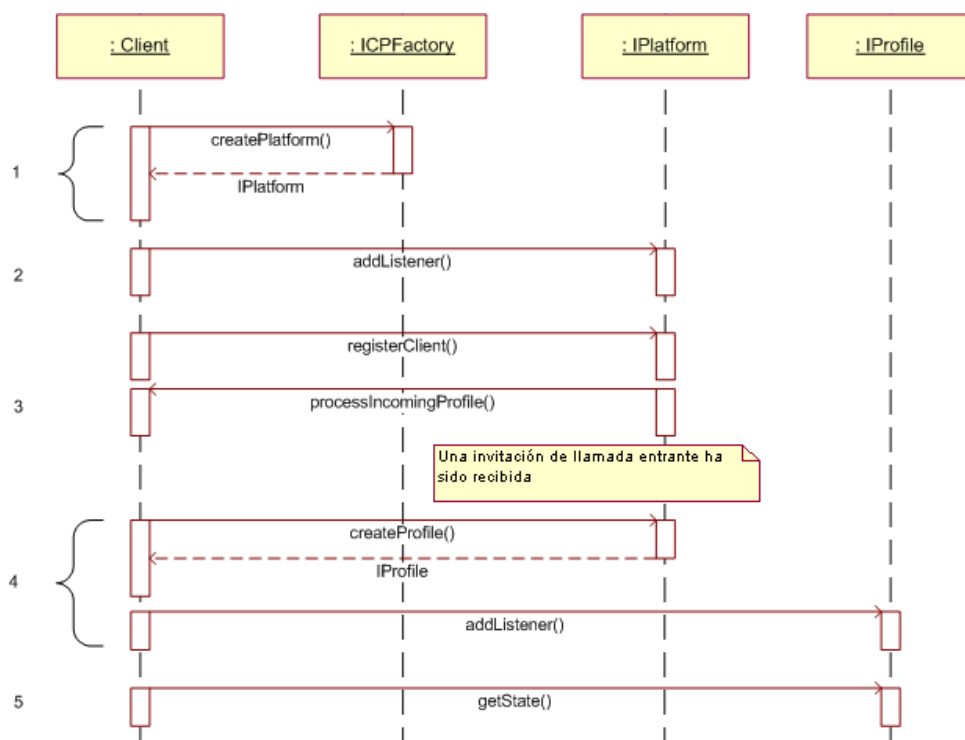 : Client
: ICPFactory
: IPlatform
: IProfile
1
createPlatform()
IPlatform
2
addListener()
registerClient()
3
processIncomingProfile()
Una invitación de llamada entrante ha
sido recibida
createProfile()
IProfile
4
addListener()
5
getState()